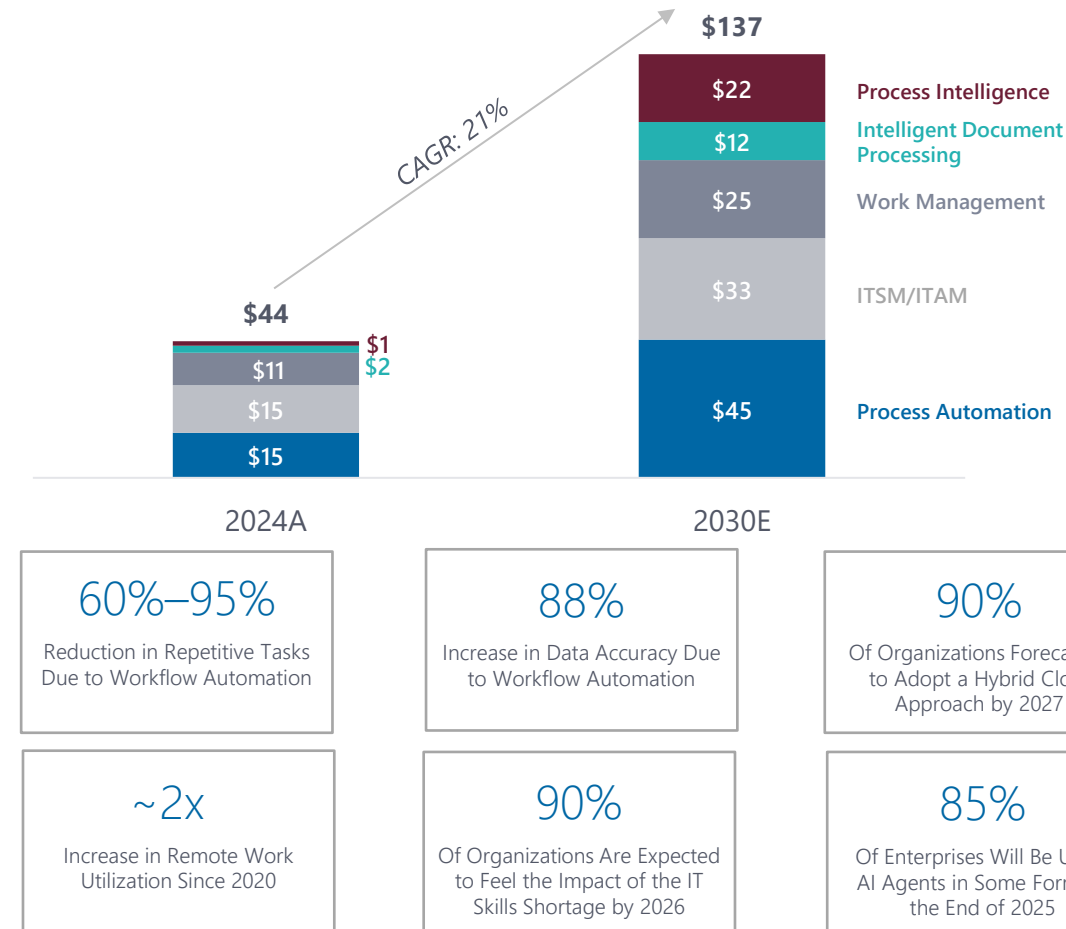 $137
$22
Process Intelligence
Intelligent Document
Processing
$12
$25
Work Management
$33
ITSM/ITAM
$45
Process Automation
CAGR: 21%
$44
$1
$2
$11
$15
$15
2024A
2030E
60%–95%
Reduction in Repetitive Tasks
Due to Workflow Automation
88%
Increase in Data Accuracy Due
to Workflow Automation
90%
Of Organizations
to Adopt a Hybrid
Approach by 2027
~2x
Increase in Remote Work
Utilization Since 2020
90%
Of Organizations Are Expected
to Feel the Impact of the IT
Skills Shortage by 2026
85%
Of Enterprises Will Be
AI Agents in Some
the End of 2025